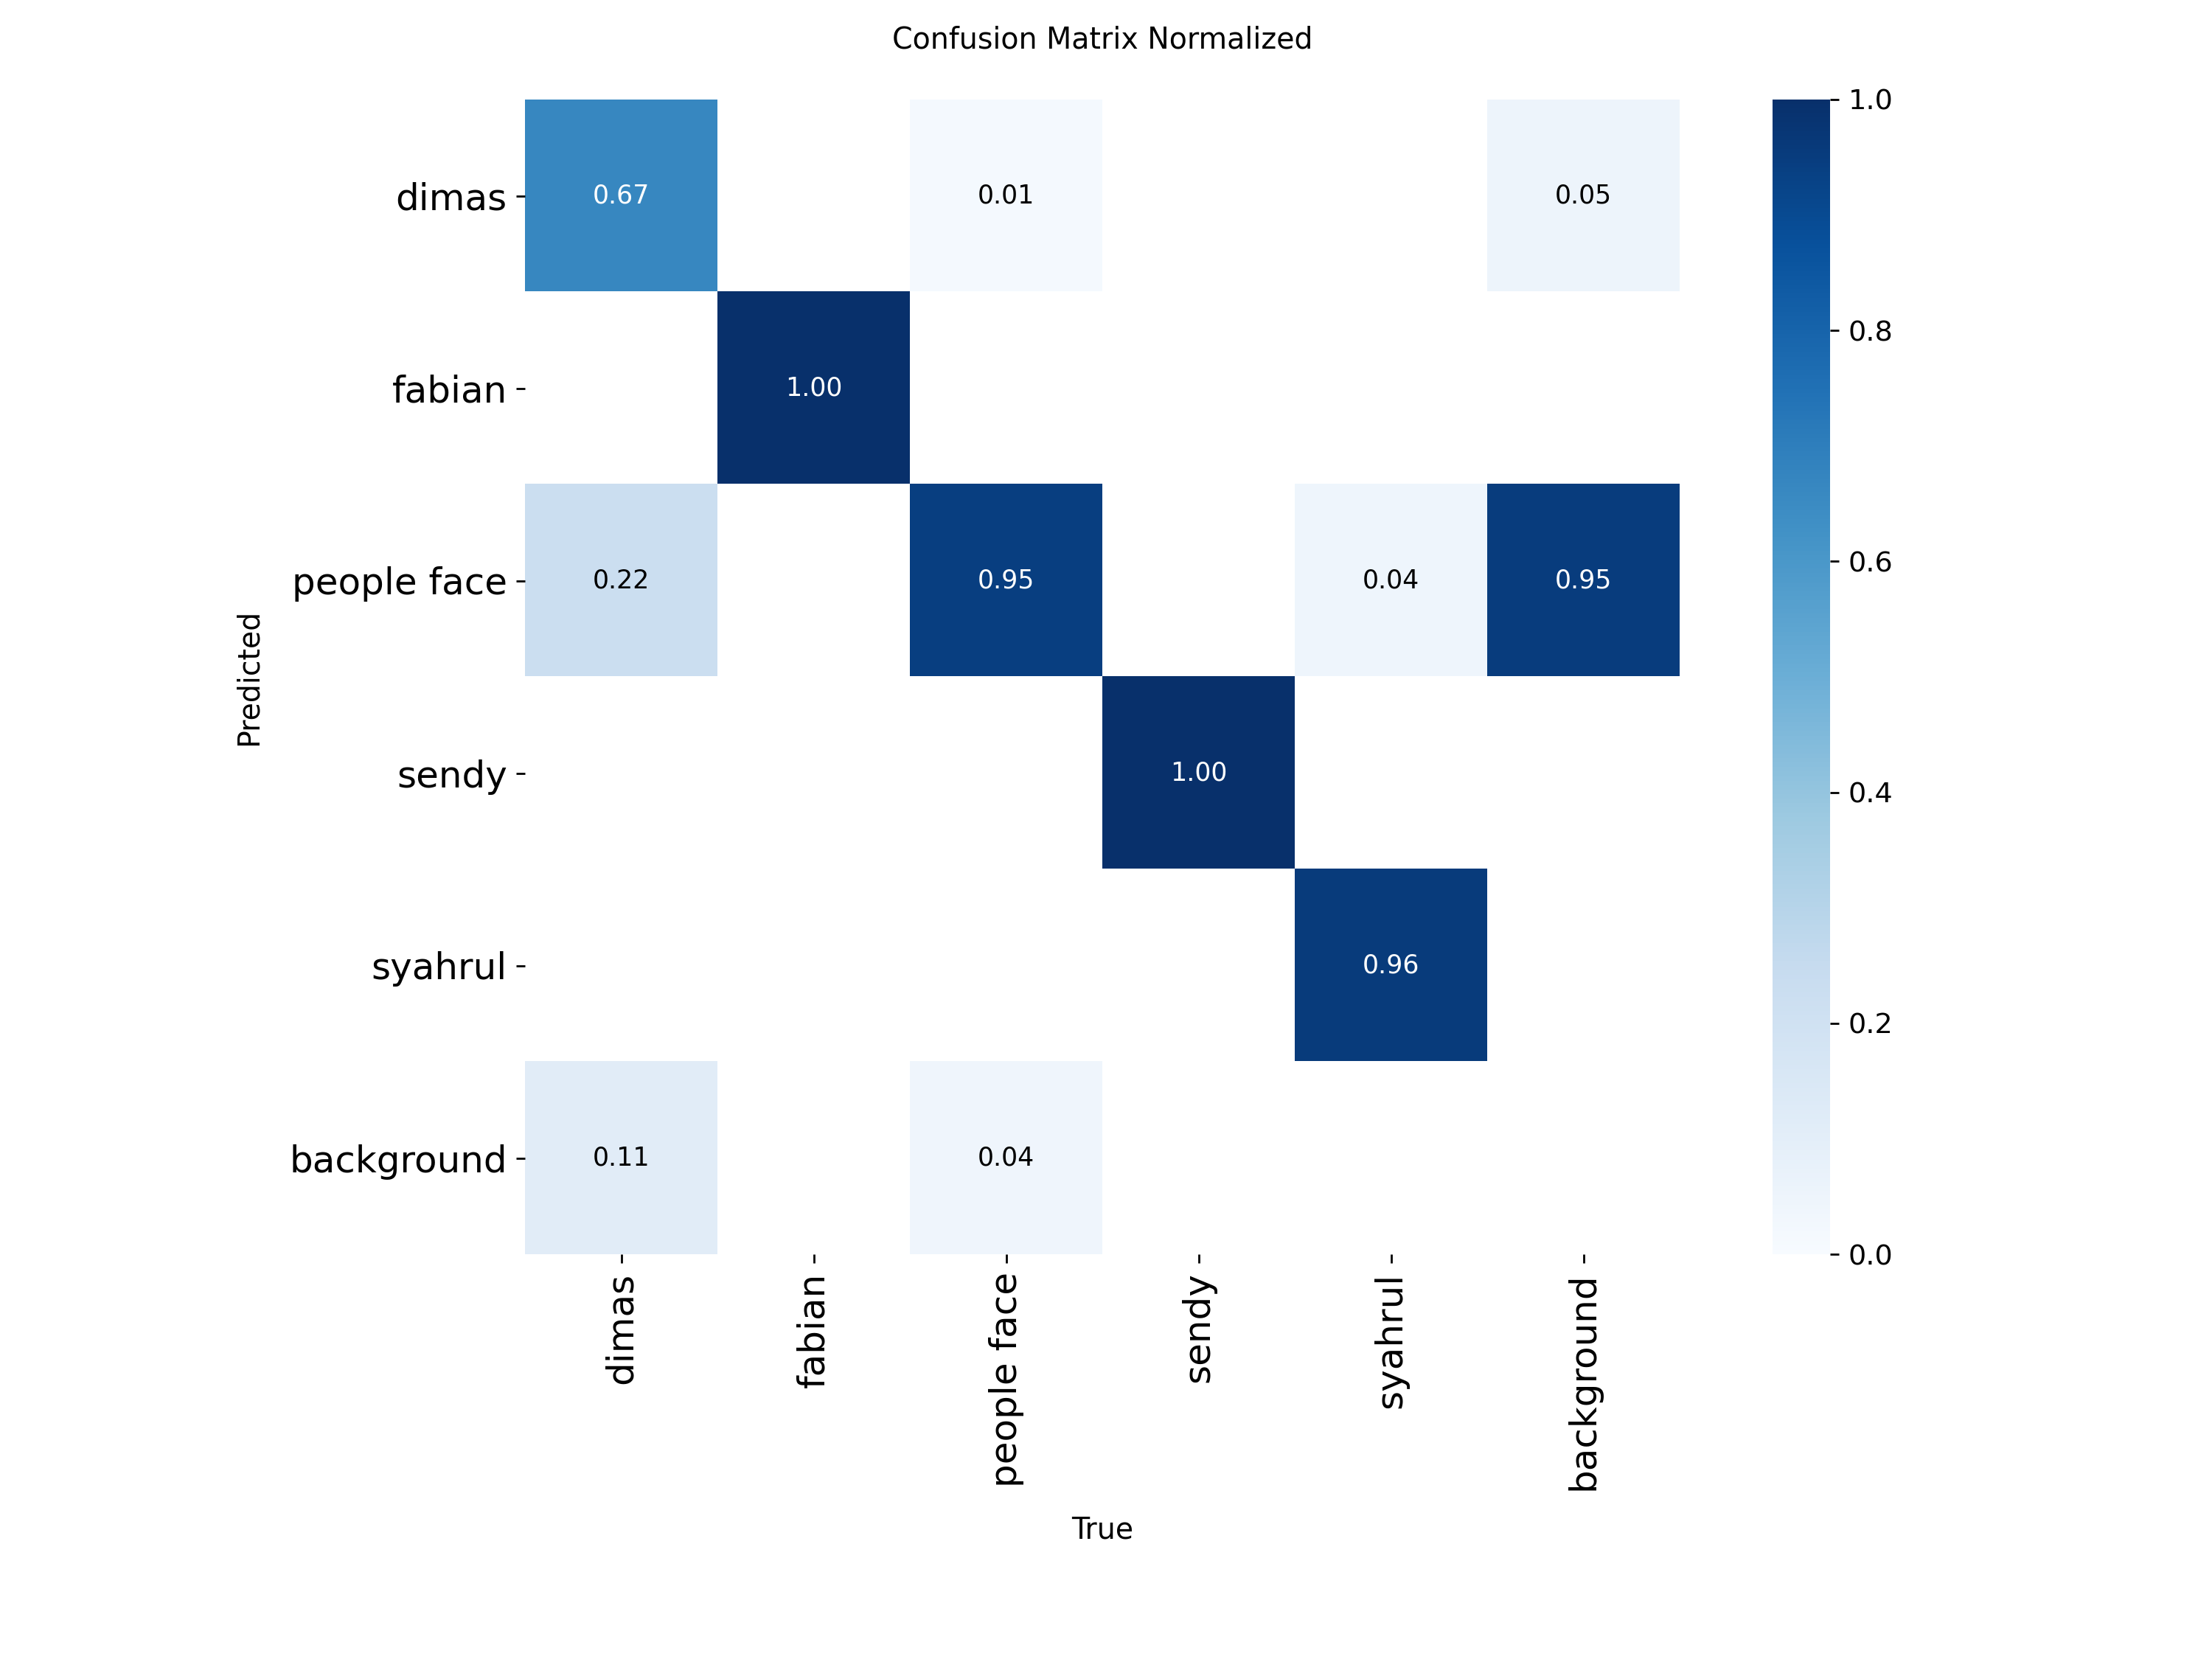 Confusion Matrix Normalized
dimas
0.67
0.01
0.05
1.0
fabian
1.00
0.8
people face
0.22
0.95
0.04
0.95
0.6
Predicted
sendy
1.00
0.4
syahrul
0.96
0.2
background
0.11
0.04
0.0
dimas
fabian
people face
sendy
syahrul
background
True